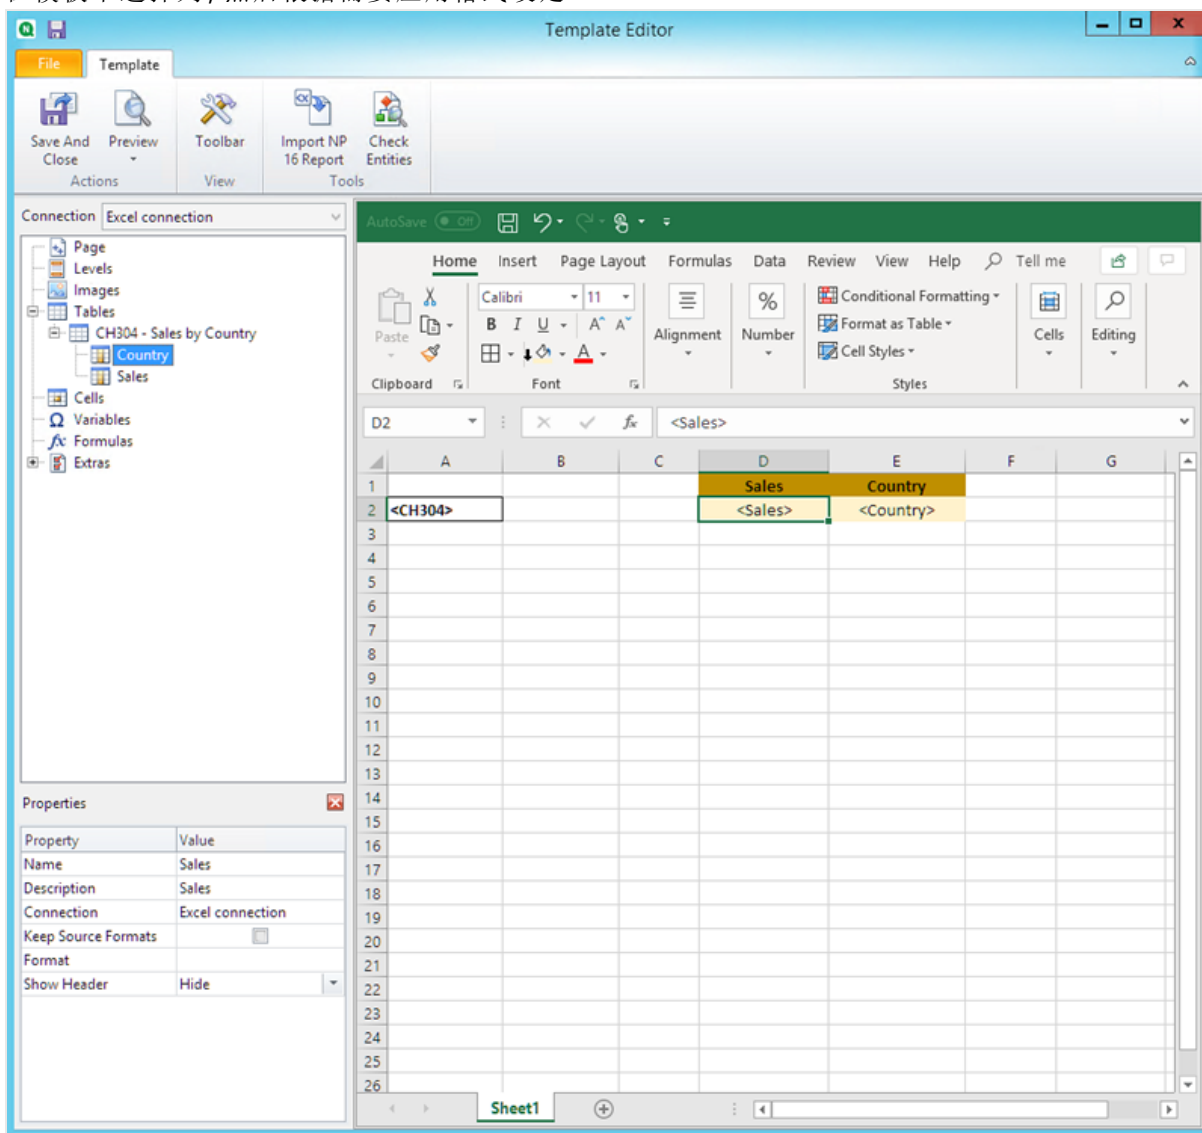 Template Editor
File Template
Save And Close
Preview
Toolbar
Import NP 16 Report
Check Entities
Actions View Tools
Connection Excel connection
Page
Levels
Images
Tables
CH304 - Sales by Country
Country
Sales
Cells
Variables
Formulas
Extras
Properties
Property Value
Name Sales
Description Sales
Connection Excel connection
Keep Source Formats
Format
Show Header Hide
AutoSave Off
Home Insert Page Layout Formulas Data Review View Help Tell me
Paste
Calibri 11
B I U A A
A
Alignment
%
Number
Conditional Formatting
Format as Table
Cell Styles
Cells
Editing
Clipboard Font Styles
D2 fx <Sales>
A B C D E F G
1 Sales Country
2 <CH304> <Sales> <Country>
3
4
5
6
7
8
9
10
11
12
13
14
15
16
17
18
19
20
21
22
23
24
25
26
Sheet1